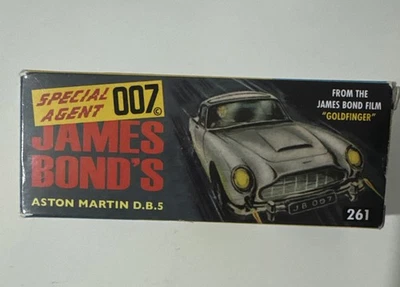 SPECIAL
AGENT
007©
JAMES
BOND'S
ASTON MARTIN D.B.5
FROM THE
JAMES BOND FILM
"GOLDFINGER"
JB 007
261